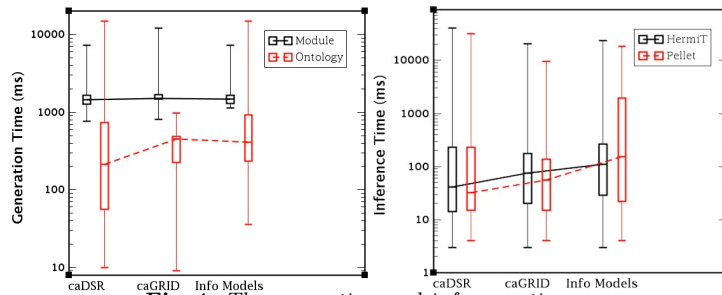 10000
1000
100
10
Generation Time (ms)
Module
Ontology
caDSR
caGRID
Info Models
10000
1000
100
10
1
Inference Time (ms)
HermiT
Pellet
caDSR
caGRID
Info Models